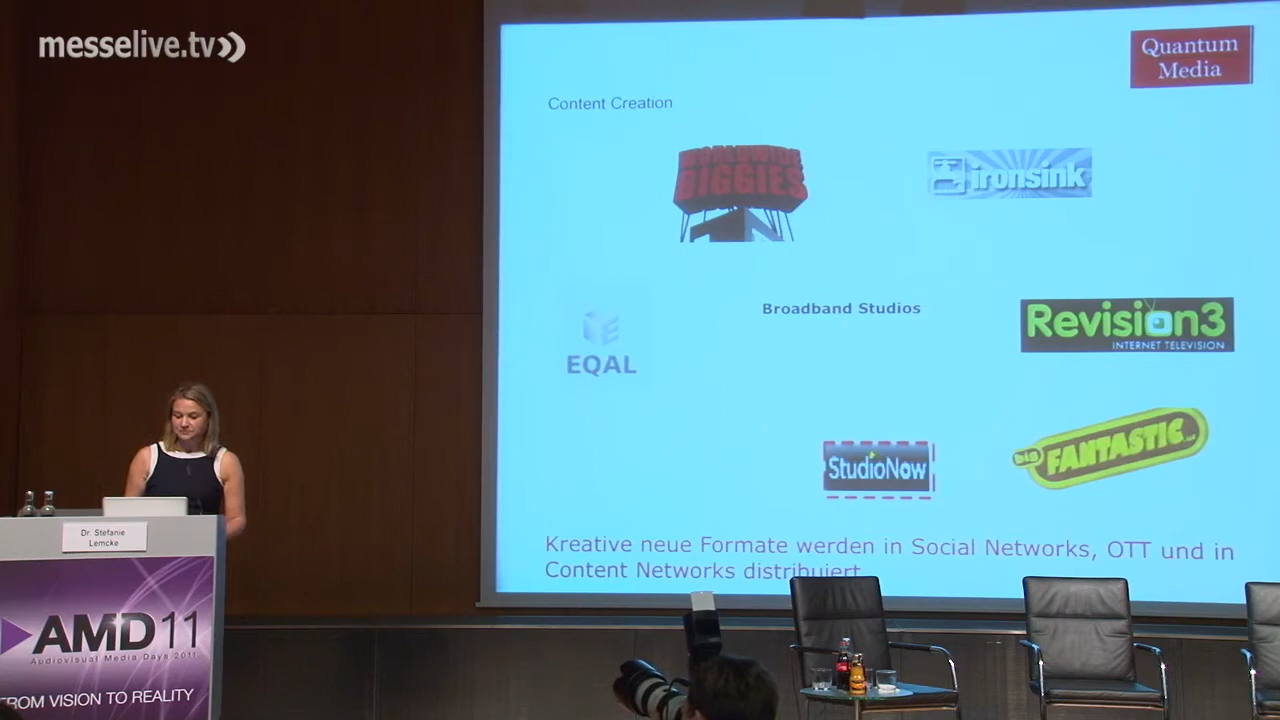 messelive.tv
Quantum
Media
Content Creation
WORLDWIDE
BIGGIES
ironsink
Broadband Studios
EQAL
Revision3
INTERNET TELEVISION
big
FANTASTIC
StudioNow
Kreative neue Formate werden in Social Networks, OTT und in
Content Networks distribuiert
Dr. Stefanie
Lemcke
AMD11
Audiovisual Media Days 2011
FROM VISION TO REALITY